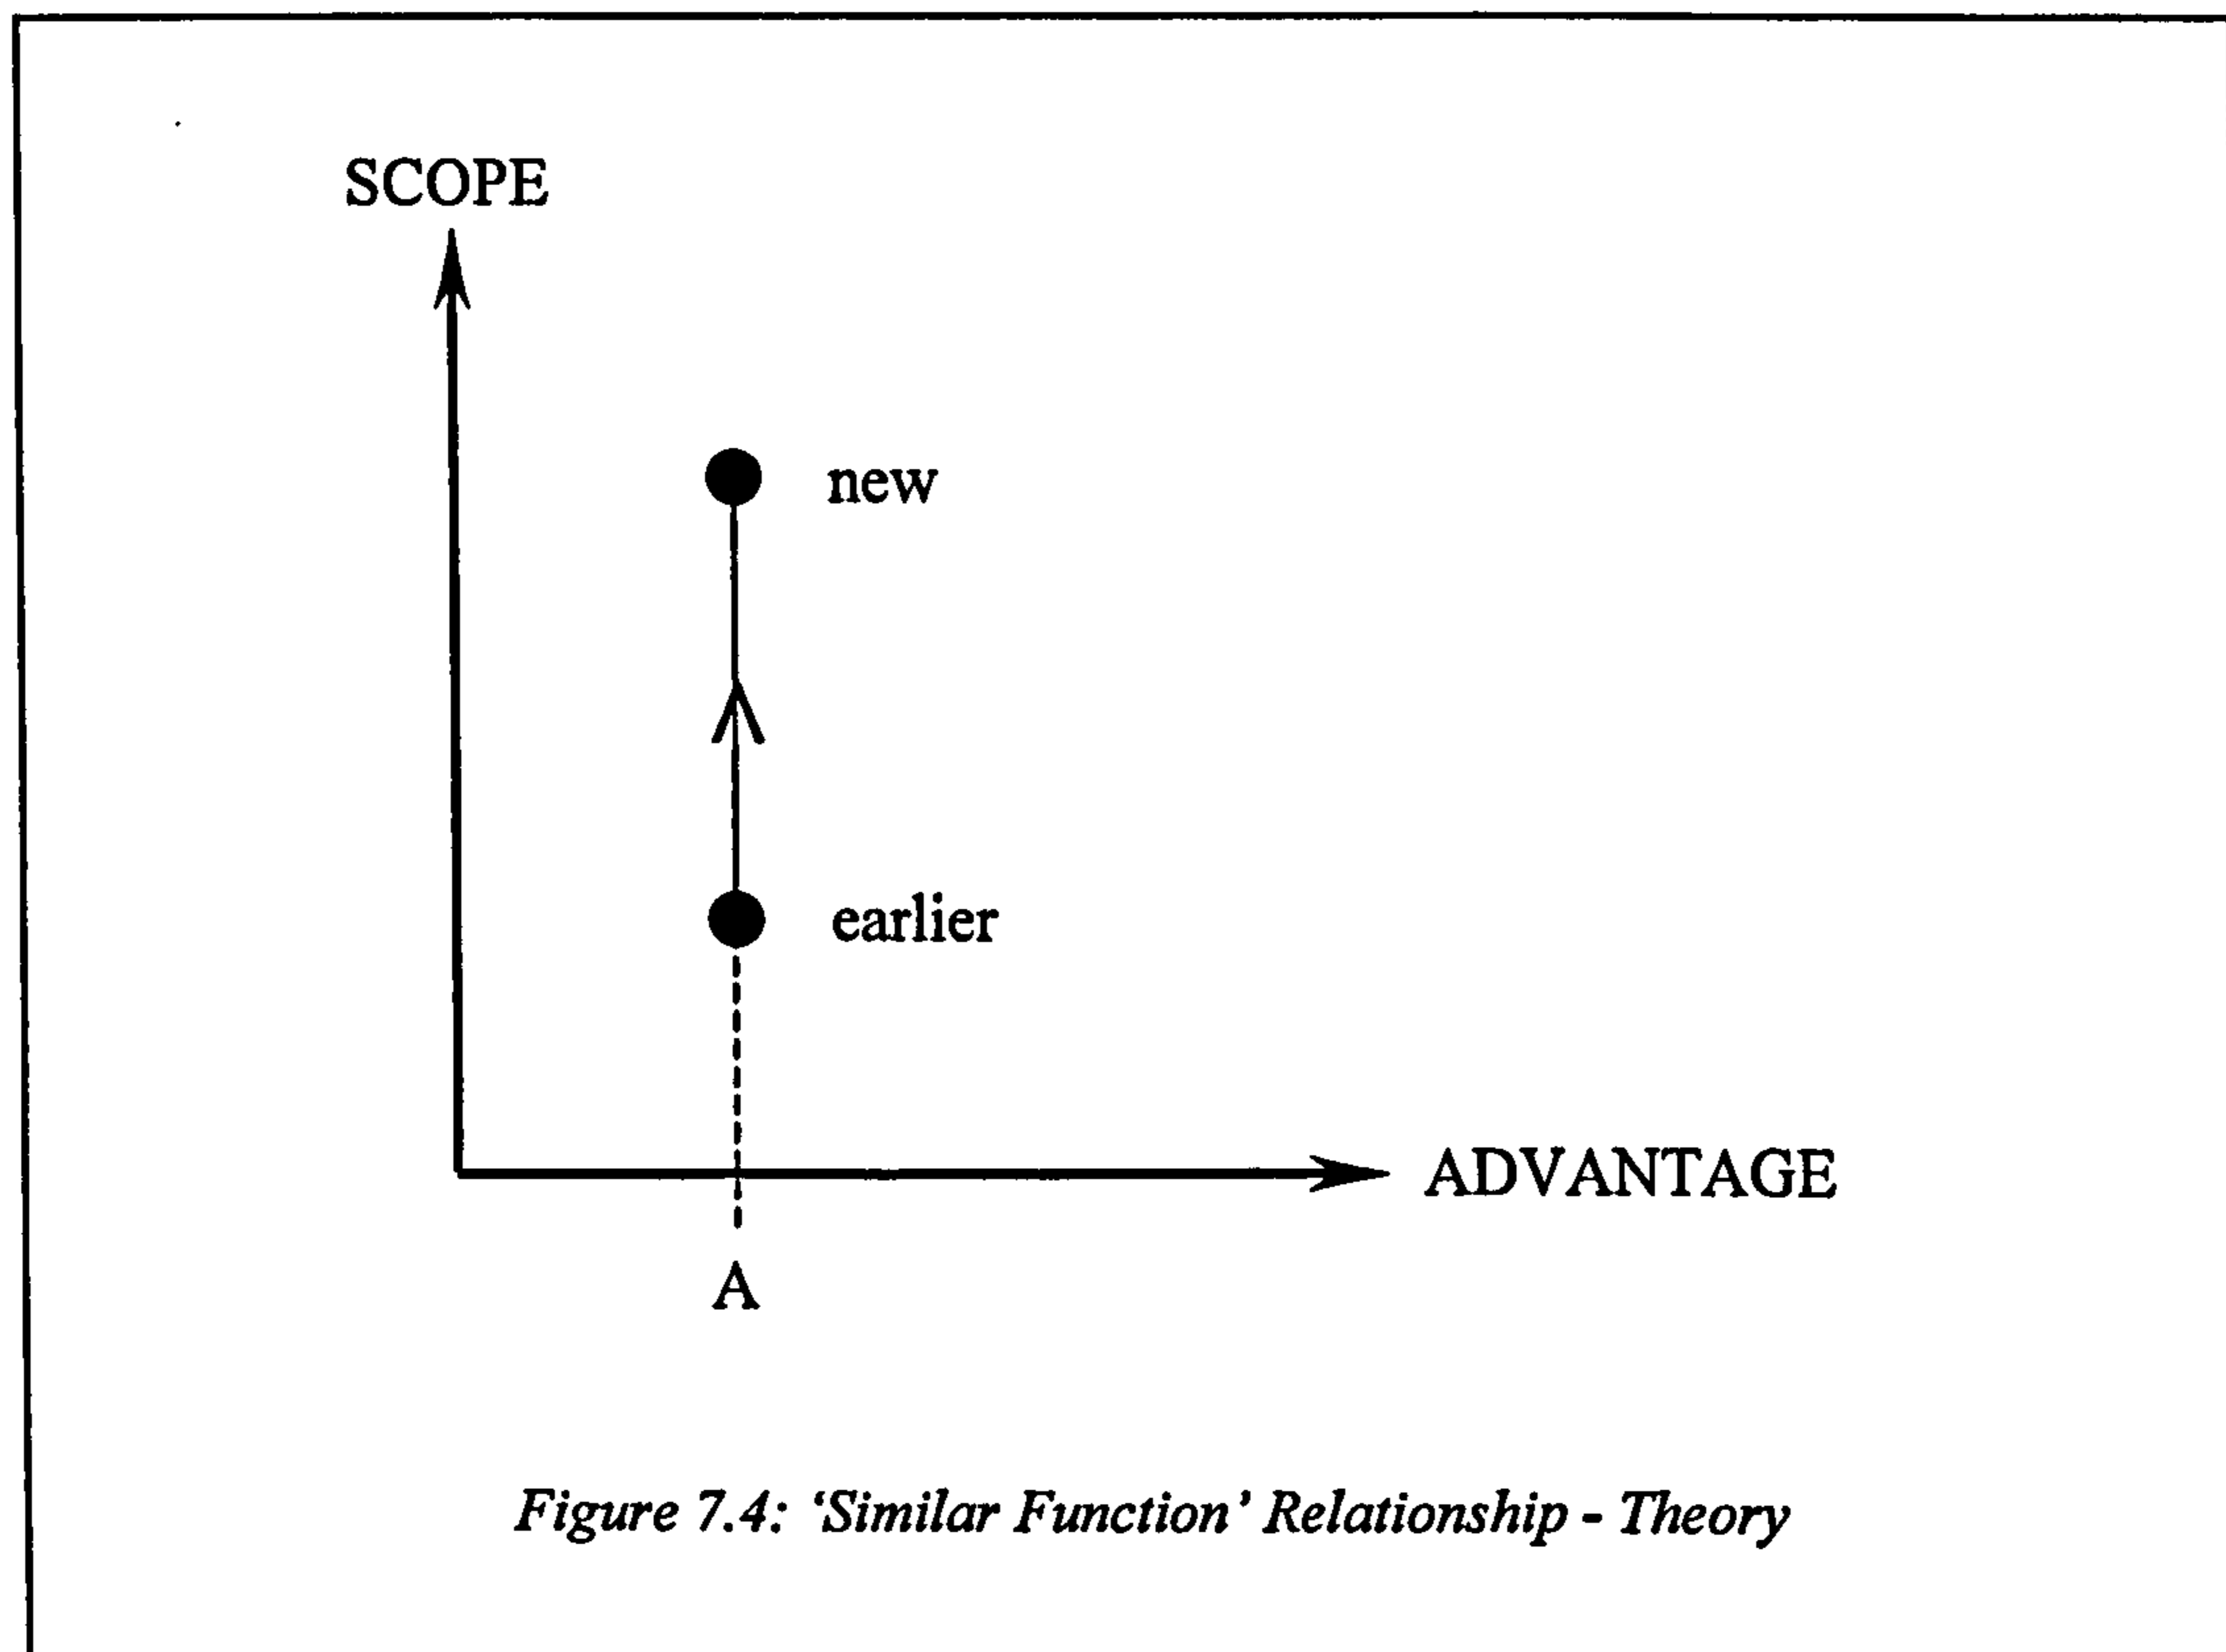 SCOPE
new
earlier
ADVANTAGE
A
Figure 7.4: ‘Similar Function’ Relationship - Theory